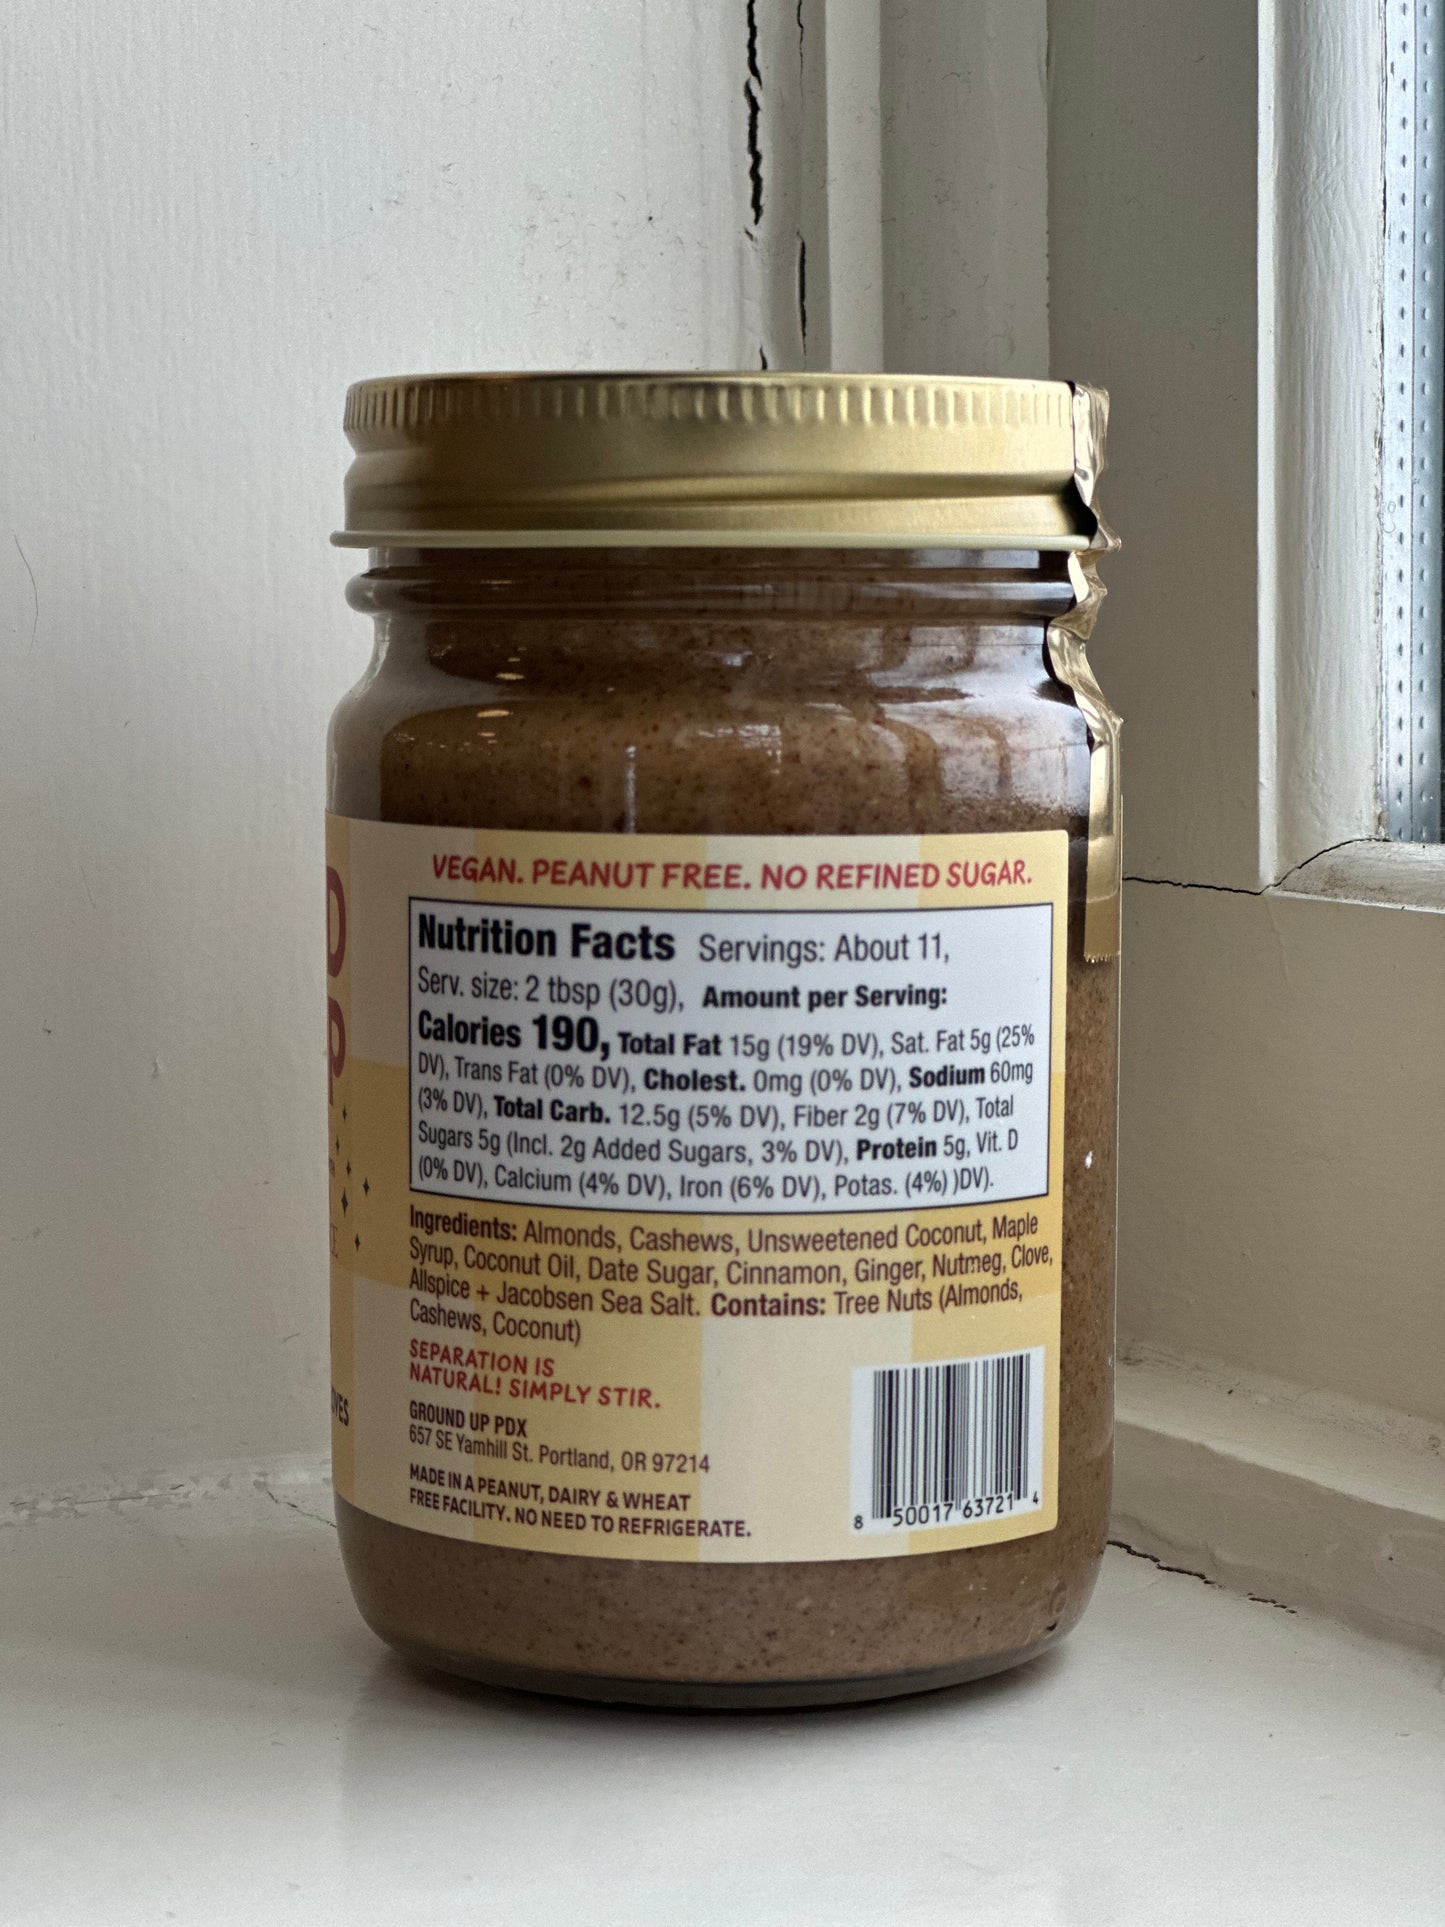 D
P
OVES
VEGAN. PEANUT FREE. NO REFINED SUGAR.
Nutrition Facts Servings: About 11,
Serv. size: 2 tbsp (30g), Amount per Serving:
Calories 190, Total Fat 15g (19% DV), Sat. Fat 5g (25%
DV), Trans Fat (0% DV), Cholest. 0mg (0% DV), Sodium 60mg
(3% DV), Total Carb. 12.5g (5% DV), Fiber 2g (7% DV), Total
Sugars 5g (Incl. 2g Added Sugars, 3% DV), Protein 5g, Vit. D
(0% DV), Calcium (4% DV), Iron (6% DV), Potas. (4%) )DV).
Ingredients: Almonds, Cashews, Unsweetened Coconut, Maple
Syrup, Coconut Oil, Date Sugar, Cinnamon, Ginger, Nutmeg, Clove,
Allspice + Jacobsen Sea Salt. Contains: Tree Nuts (Almonds,
Cashews, Coconut)
SEPARATION IS
NATURAL! SIMPLY STIR.
GROUND UP PDX
657 SE Yamhill St. Portland, OR 97214
MADE IN A PEANUT, DAIRY & WHEAT
FREE FACILITY. NO NEED TO REFRIGERATE.
8 50017 63721 4